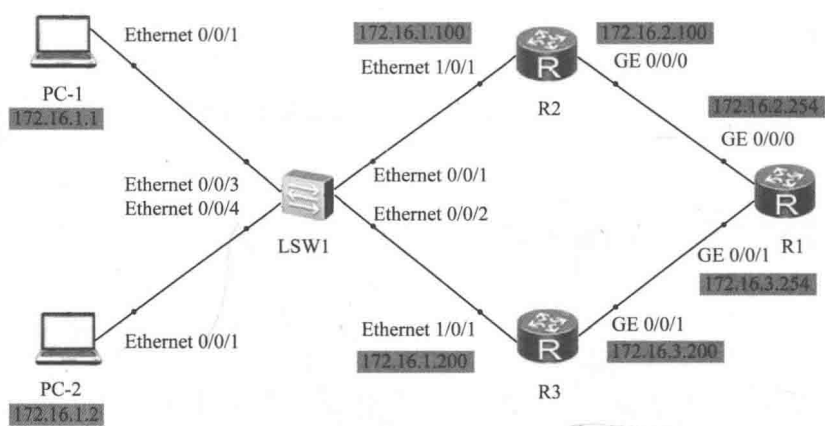 Ethernet 0/0/1
172.16.1.100
172.16.2.100
Ethernet 1/0/1
GE 0/0/0
PC-1
172.16.1.1
R2
172.16.2.254
GE 0/0/0
Ethernet 0/0/3
Ethernet 0/0/1
Ethernet 0/0/4
Ethernet 0/0/2
LSW1
R1
GE 0/0/1
172.16.3.254
Ethernet 0/0/1
Ethernet 1/0/1
GE 0/0/1
172.16.1.200
172.16.3.200
PC-2
R3
172.16.1.2
R
R
R